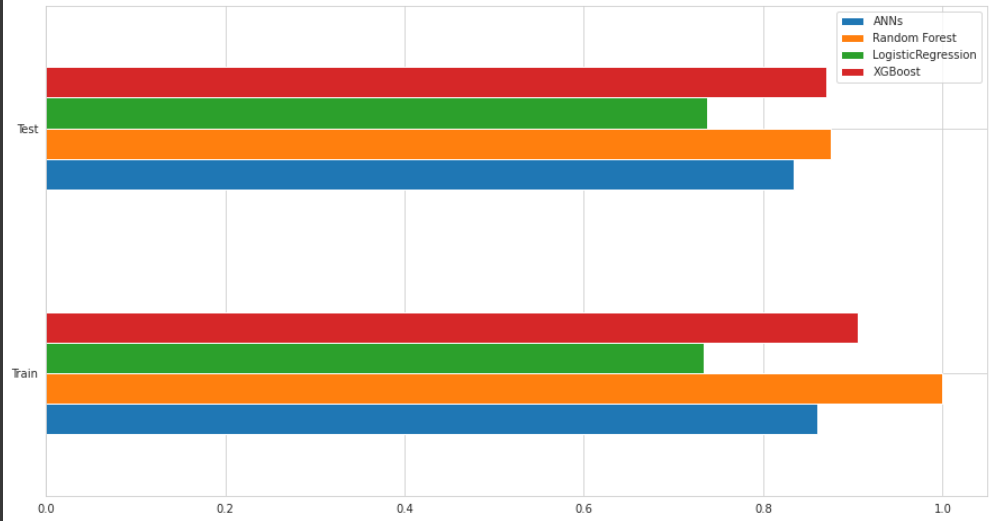 ANNs
Random Forest
LogisticRegression
XGBoost
Test
Train
0.0 0.2 0.4 0.6 0.8 1.0